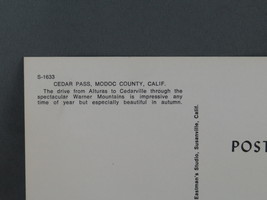 S-1633
CEDAR PASS, MODOC COUNTY, CALIF.
The drive from Alturas to Cedarville through the
spectacular Warner Mountains is impressive any
time of year but especially beautiful in autumn.
Eastman's Studio, Susanville, Calif.
POST